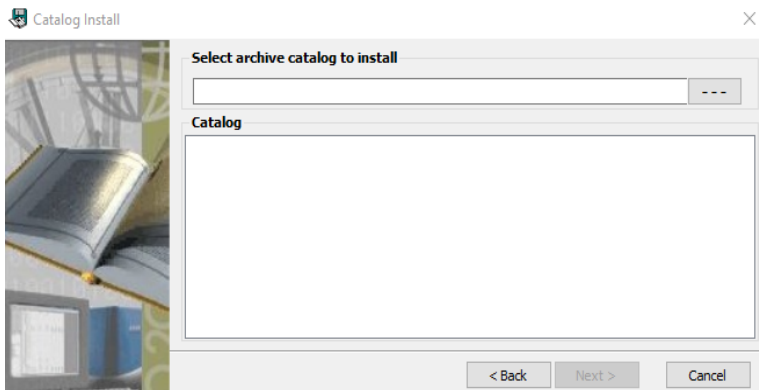 Catalog Install
Select archive catalog to install
---
Catalog
< Back Next > Cancel